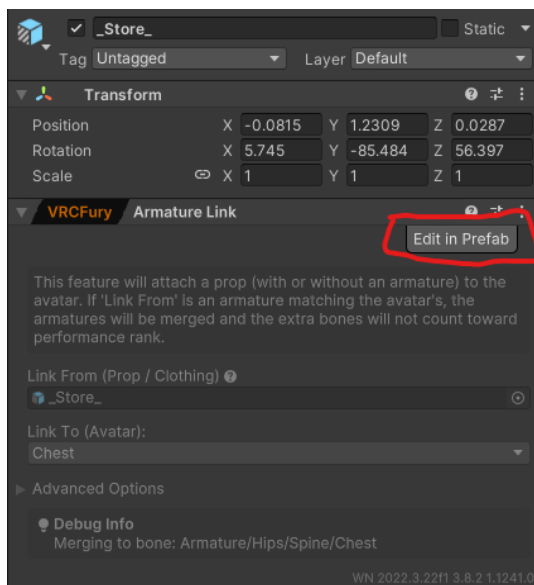 _Store_ Static
Tag Untagged Layer Default
Transform
Position X -0.0815 Y 1.2309 Z 0.0287
Rotation X 5.745 Y -85.484 Z 56.397
Scale X 1 Y 1 Z 1
VRCFury Armature Link
Edit in Prefab
This feature will attach a prop (with or without an armature) to the
avatar. If 'Link From' is an armature matching the avatar's, the
armatures will be merged and the extra bones will not count toward
performance rank.
Link From (Prop / Clothing)
_Store_
Link To (Avatar):
Chest
Advanced Options
Debug Info
Merging to bone: Armature/Hips/Spine/Chest
WN 2022.3.22f1 3.8.2 1.1241.0